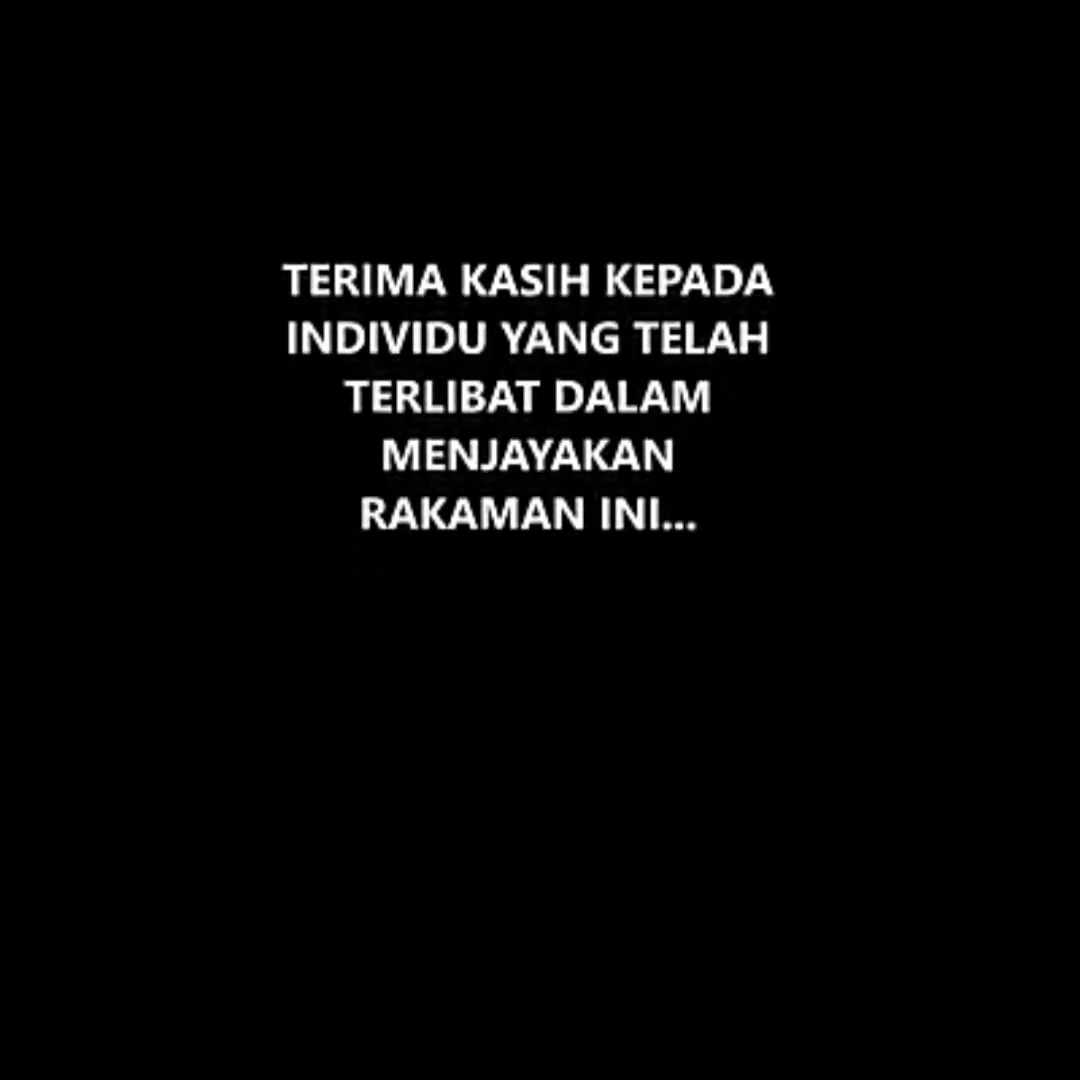 TERIMA KASIH KEPADA
INDIVIDU YANG TELAH
TERLIBAT DALAM
MENJAYAKAN
RAKAMAN INI...